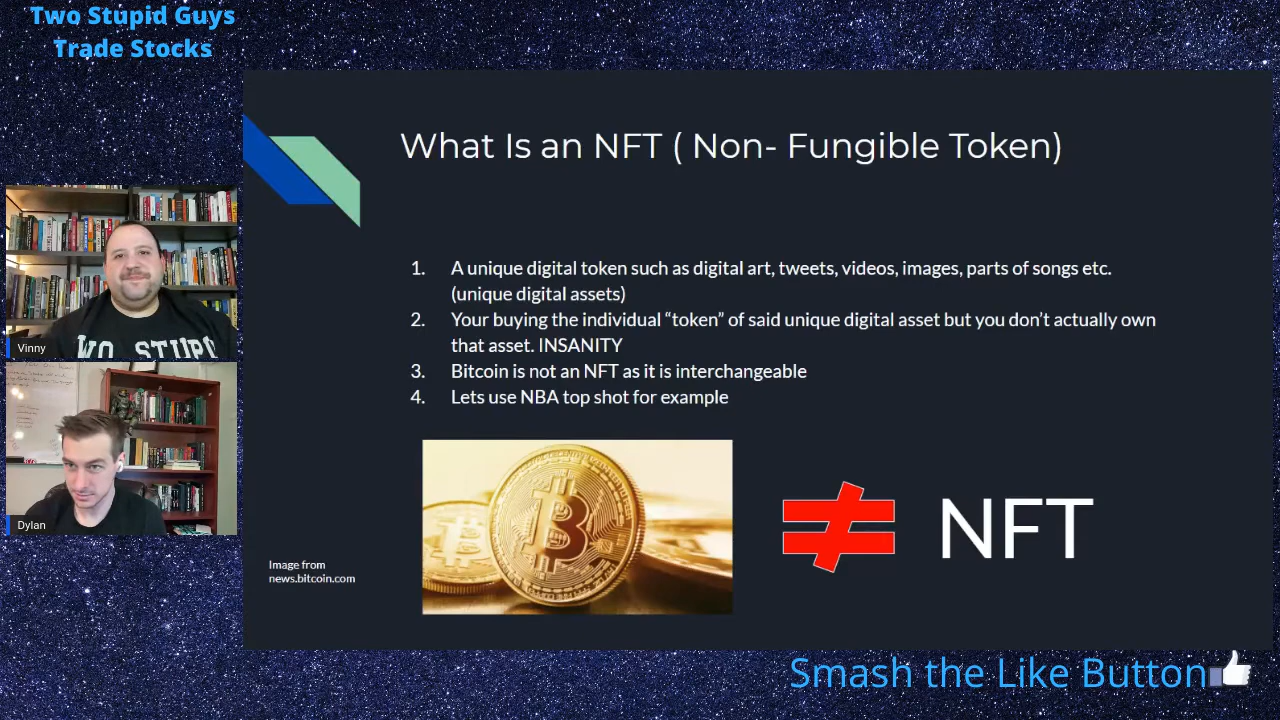 Two Stupid Guys
Trade Stocks
What Is an NFT ( Non- Fungible Token)
1. A unique digital token such as digital art, tweets, videos, images, parts of songs etc.
(unique digital assets)
2. Your buying the individual “token” of said unique digital asset but you don’t actually own
that asset. INSANITY
3. Bitcoin is not an NFT as it is interchangeable
4. Lets use NBA top shot for example
Vinny
Dylan
Image from
news.bitcoin.com
NFT
Smash the Like Button